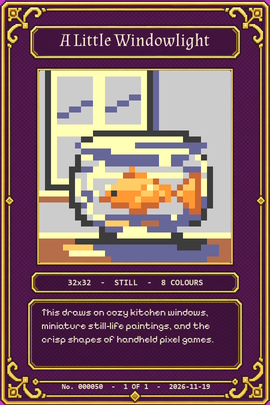 A Little Windowlight
32x32 - STILL - 8 COLOURS
This draws on cozy kitchen windows,
miniature still-life paintings, and the
crisp shapes of handheld pixel games.
No. 000050 - 1 OF 1 - 2026-11-19